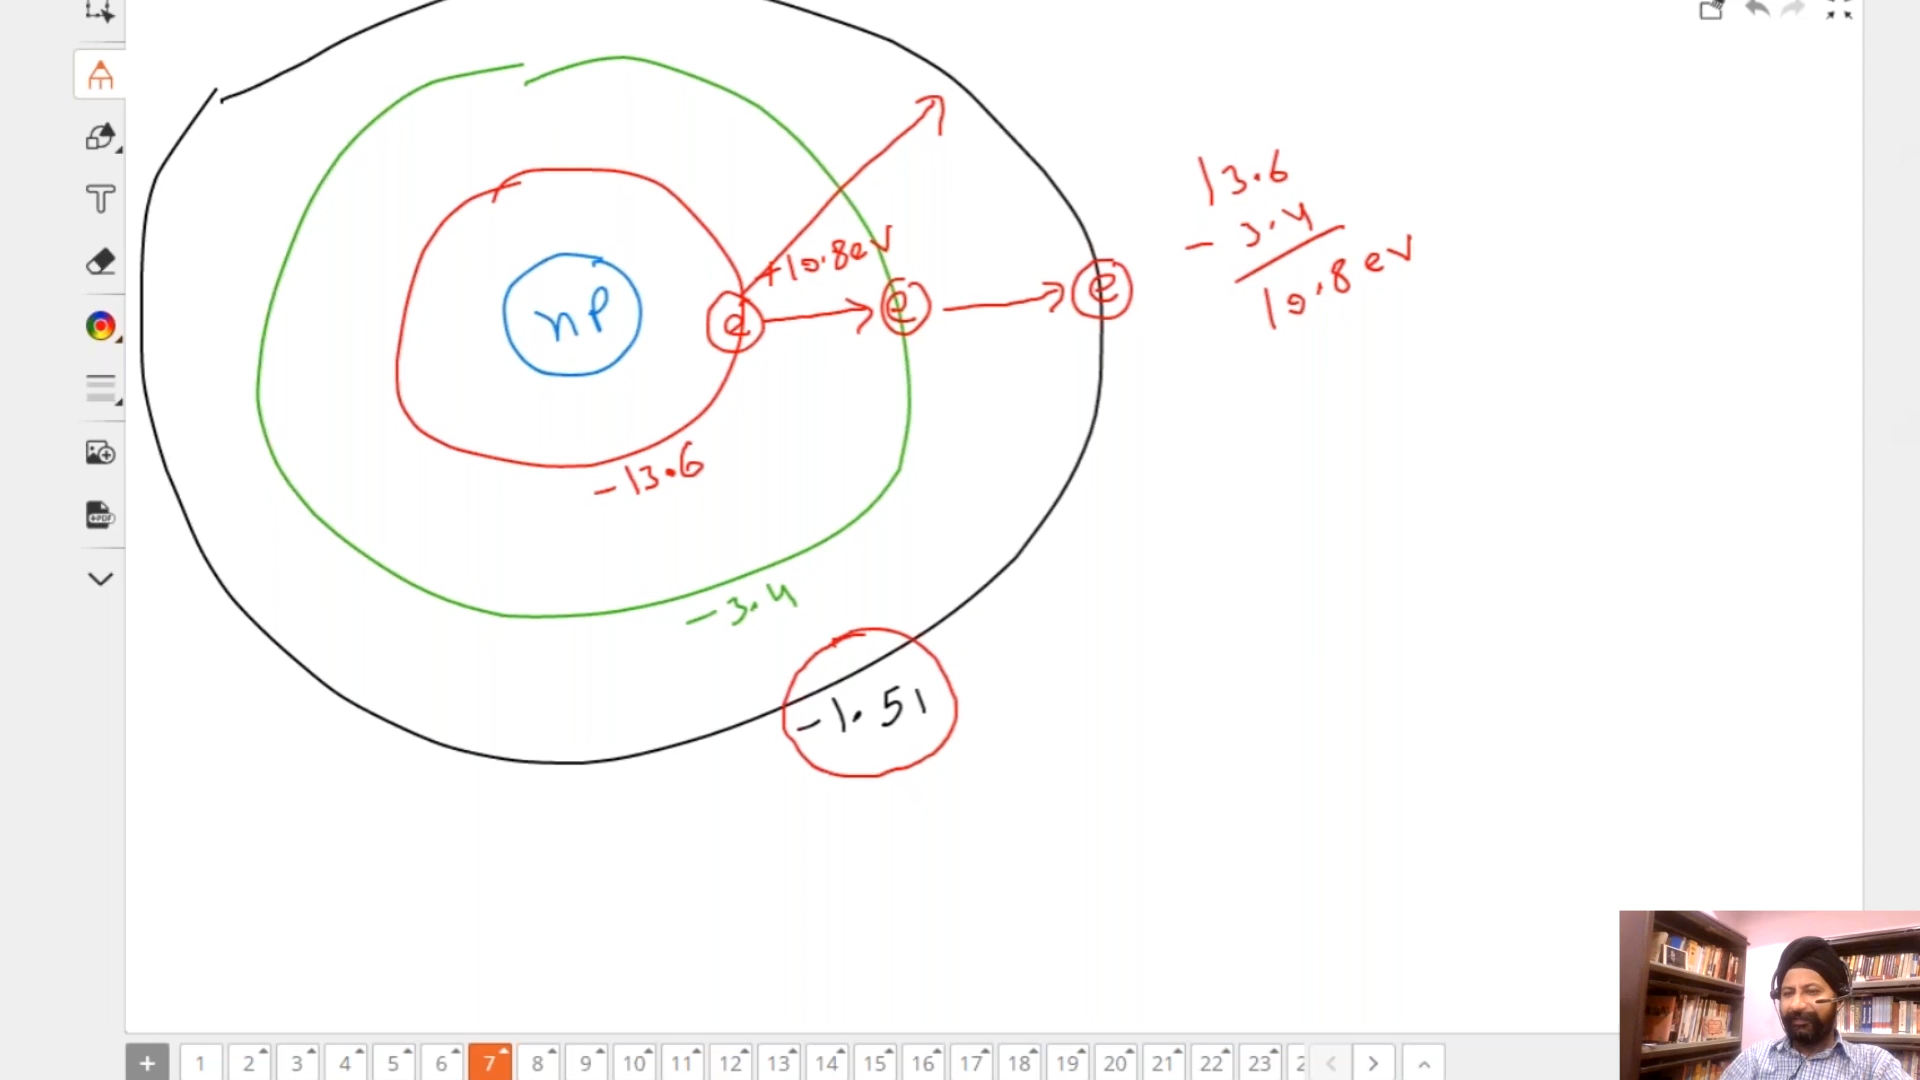 13.6
- 3.4
10.8 eV
+10.8eV
np
e
e
e
-13.6
-3.4
-1.51
T
+PDF
+ 1 2 3 4 5 6 7 8 9 10 11 12 13 14 15 16 17 18 19 20 21 22 23 2